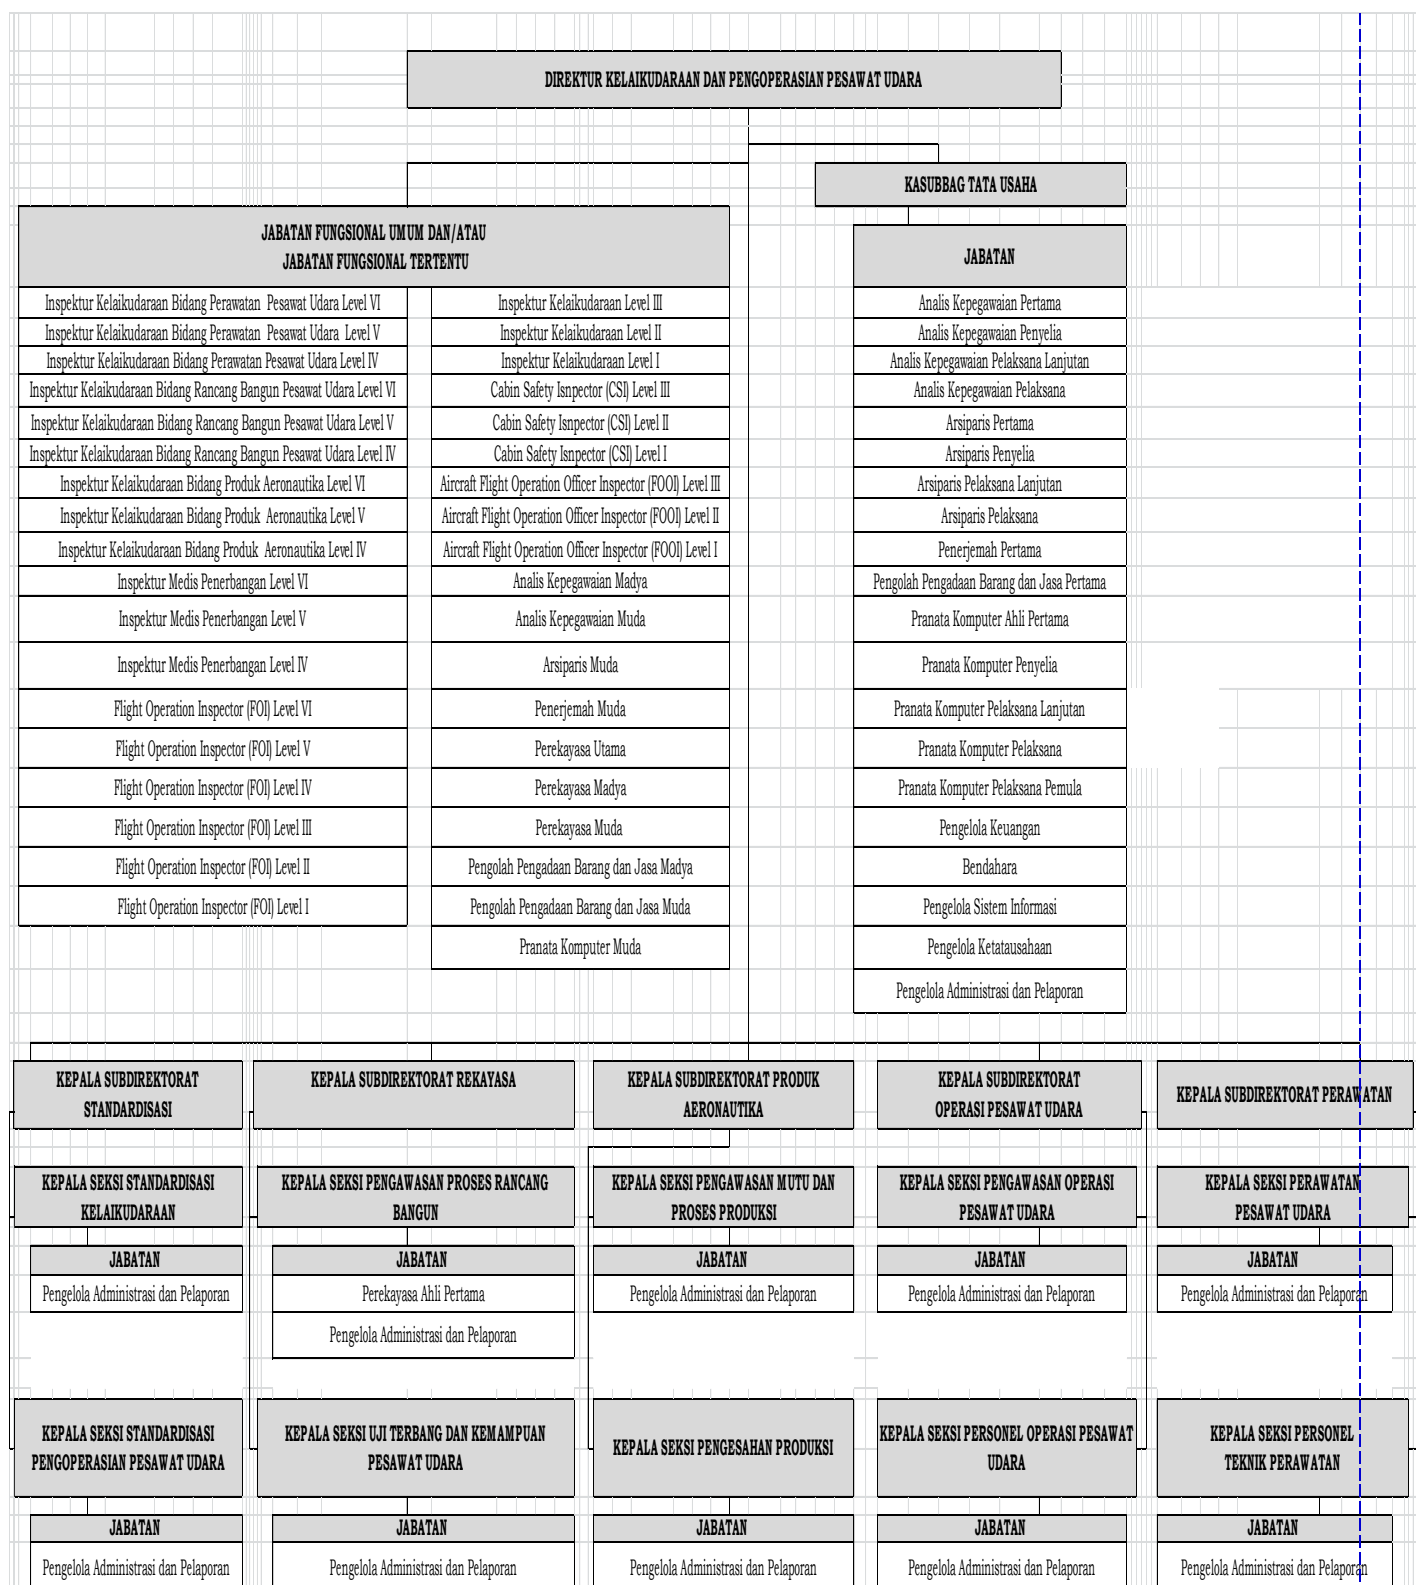 DIREKTUR KELAIKUDARAAN DAN PENGOPERASIAN PESAWAT UDARA
KASUBBAG TATA USAHA
JABATAN FUNGSIONAL UMUM DAN/ATAU
JABATAN FUNGSIONAL TERTENTU
Inspektur Kelaikudaraan Bidang Perawatan Pesawat Udara Level VI
Inspektur Kelaikudaraan Bidang Perawatan Pesawat Udara Level V
Inspektur Kelaikudaraan Bidang Perawatan Pesawat Udara Level IV
Inspektur Kelaikudaraan Bidang Rancang Bangun Pesawat Udara Level VI
Inspektur Kelaikudaraan Bidang Rancang Bangun Pesawat Udara Level V
Inspektur Kelaikudaraan Bidang Rancang Bangun Pesawat Udara Level IV
Inspektur Kelaikudaraan Bidang Produk Aeronautika Level VI
Inspektur Kelaikudaraan Bidang Produk Aeronautika Level V
Inspektur Kelaikudaraan Bidang Produk Aeronautika Level IV
Inspektur Medis Penerbangan Level VI
Inspektur Medis Penerbangan Level V
Inspektur Medis Penerbangan Level IV
Flight Operation Inspector (FOI) Level VI
Flight Operation Inspector (FOI) Level V
Flight Operation Inspector (FOI) Level IV
Flight Operation Inspector (FOI) Level III
Flight Operation Inspector (FOI) Level II
Flight Operation Inspector (FOI) Level I
Inspektur Kelaikudaraan Level III
Inspektur Kelaikudaraan Level II
Inspektur Kelaikudaraan Level I
Cabin Safety Isnpector (CSI) Level III
Cabin Safety Isnpector (CSI) Level II
Cabin Safety Isnpector (CSI) Level I
Aircraft Flight Operation Officer Inspector (FOOI) Level III
Aircraft Flight Operation Officer Inspector (FOOI) Level II
Aircraft Flight Operation Officer Inspector (FOOI) Level I
Analis Kepegawaian Madya
Analis Kepegawaian Muda
Arsiparis Muda
Penerjemah Muda
Perekayasa Utama
Perekayasa Madya
Perekayasa Muda
Pengolah Pengadaan Barang dan Jasa Madya
Pengolah Pengadaan Barang dan Jasa Muda
Pranata Komputer Muda
JABATAN
Analis Kepegawaian Pertama
Analis Kepegawaian Penyelia
Analis Kepegawaian Pelaksana Lanjutan
Analis Kepegawaian Pelaksana
Arsiparis Pertama
Arsiparis Penyelia
Arsiparis Pelaksana Lanjutan
Arsiparis Pelaksana
Penerjemah Pertama
Pengolah Pengadaan Barang dan Jasa Pertama
Pranata Komputer Ahli Pertama
Pranata Komputer Penyelia
Pranata Komputer Pelaksana Lanjutan
Pranata Komputer Pelaksana
Pranata Komputer Pelaksana Pemula
Pengelola Keuangan
Bendahara
Pengelola Sistem Informasi
Pengelola Ketatausahaan
Pengelola Administrasi dan Pelaporan
KEPALA SUBDIREKTORAT
STANDARDISASI
KEPALA SUBDIREKTORAT REKAYASA
KEPALA SUBDIREKTORAT PRODUK
AERONAUTIKA
KEPALA SUBDIREKTORAT
OPERASI PESAWAT UDARA
KEPALA SUBDIREKTORAT PERAWATAN
KEPALA SEKSI STANDARDISASI
KELAIKUDARAAN
KEPALA SEKSI PENGAWASAN PROSES RANCANG
BANGUN
KEPALA SEKSI PENGAWASAN MUTU DAN
PROSES PRODUKSI
KEPALA SEKSI PENGAWASAN OPERASI
PESAWAT UDARA
KEPALA SEKSI PERAWATAN
PESAWAT UDARA
JABATAN
JABATAN
JABATAN
JABATAN
JABATAN
Pengelola Administrasi dan Pelaporan
Perekayasa Ahli Pertama
Pengelola Administrasi dan Pelaporan
Pengelola Administrasi dan Pelaporan
Pengelola Administrasi dan Pelaporan
Pengelola Administrasi dan Pelaporan
KEPALA SEKSI STANDARDISASI
PENGOPERASIAN PESAWAT UDARA
KEPALA SEKSI UJI TERBANG DAN KEMAMPUAN
PESAWAT UDARA
KEPALA SEKSI PENGESAHAN PRODUKSI
KEPALA SEKSI PERSONEL OPERASI PESAWAT
UDARA
KEPALA SEKSI PERSONEL
TEKNIK PERAWATAN
JABATAN
JABATAN
JABATAN
JABATAN
JABATAN
Pengelola Administrasi dan Pelaporan
Pengelola Administrasi dan Pelaporan
Pengelola Administrasi dan Pelaporan
Pengelola Administrasi dan Pelaporan
Pengelola Administrasi dan Pelaporan